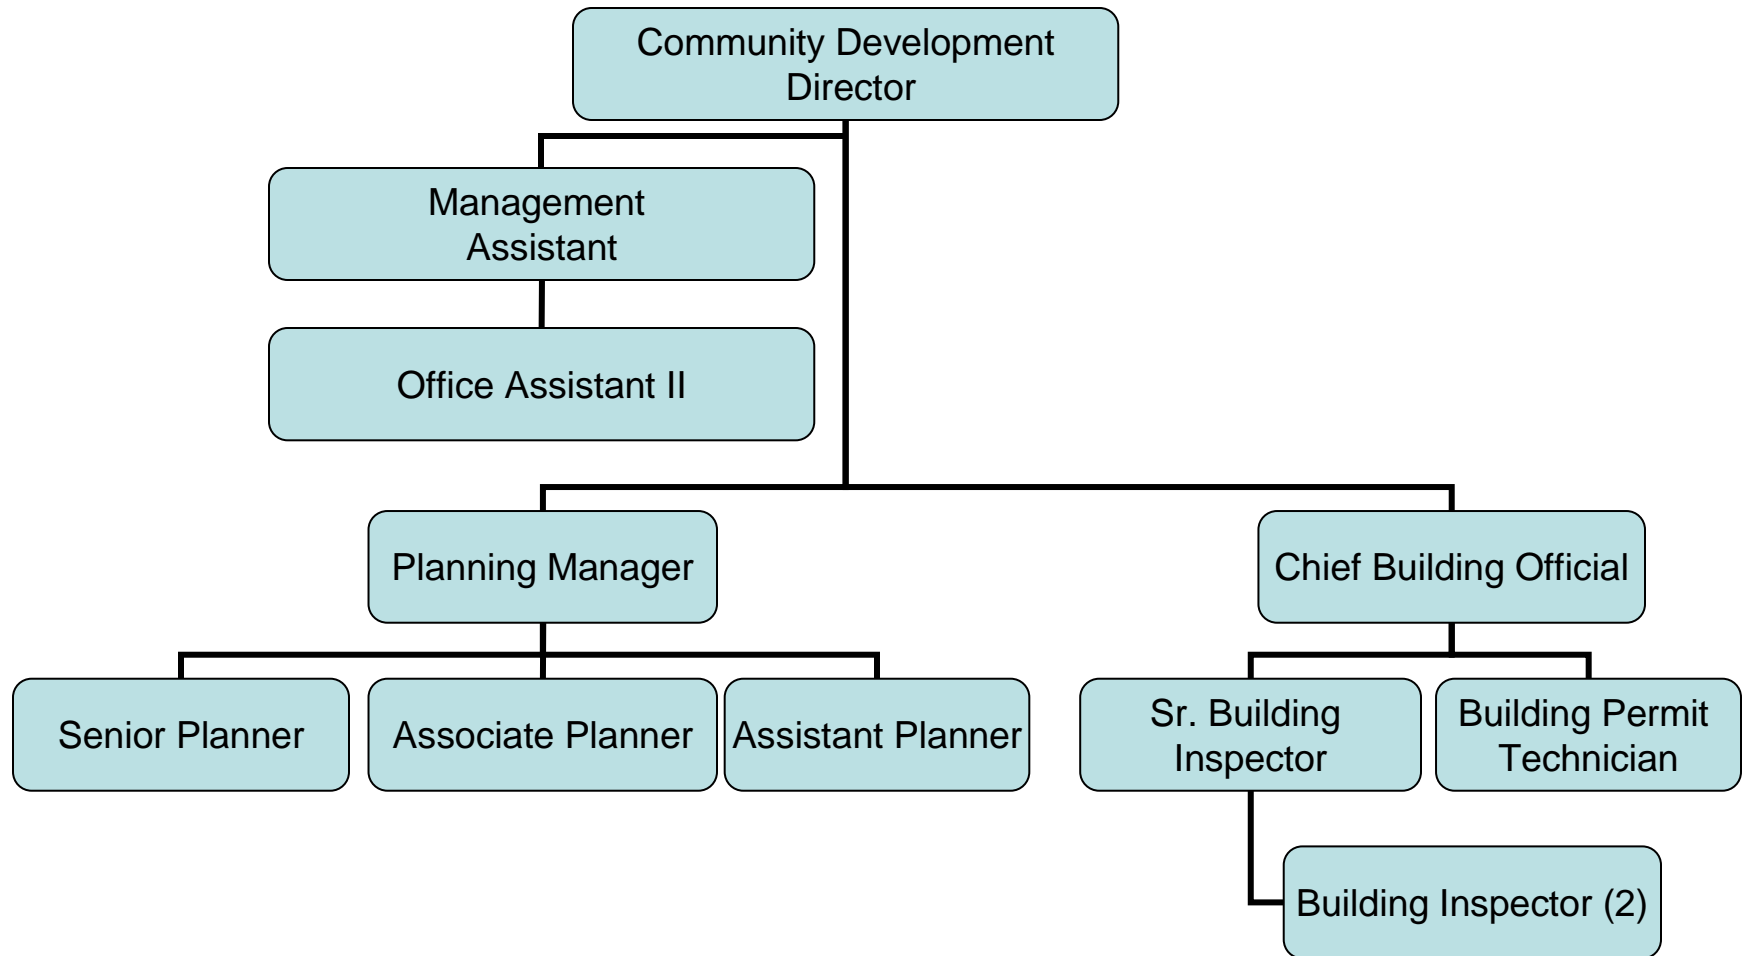 Community Development
Director
Management
Assistant
Office Assistant II
Planning Manager
Chief Building Official
Senior Planner
Associate Planner
Assistant Planner
Sr. Building
Inspector
Building Permit
Technician
Building Inspector (2)